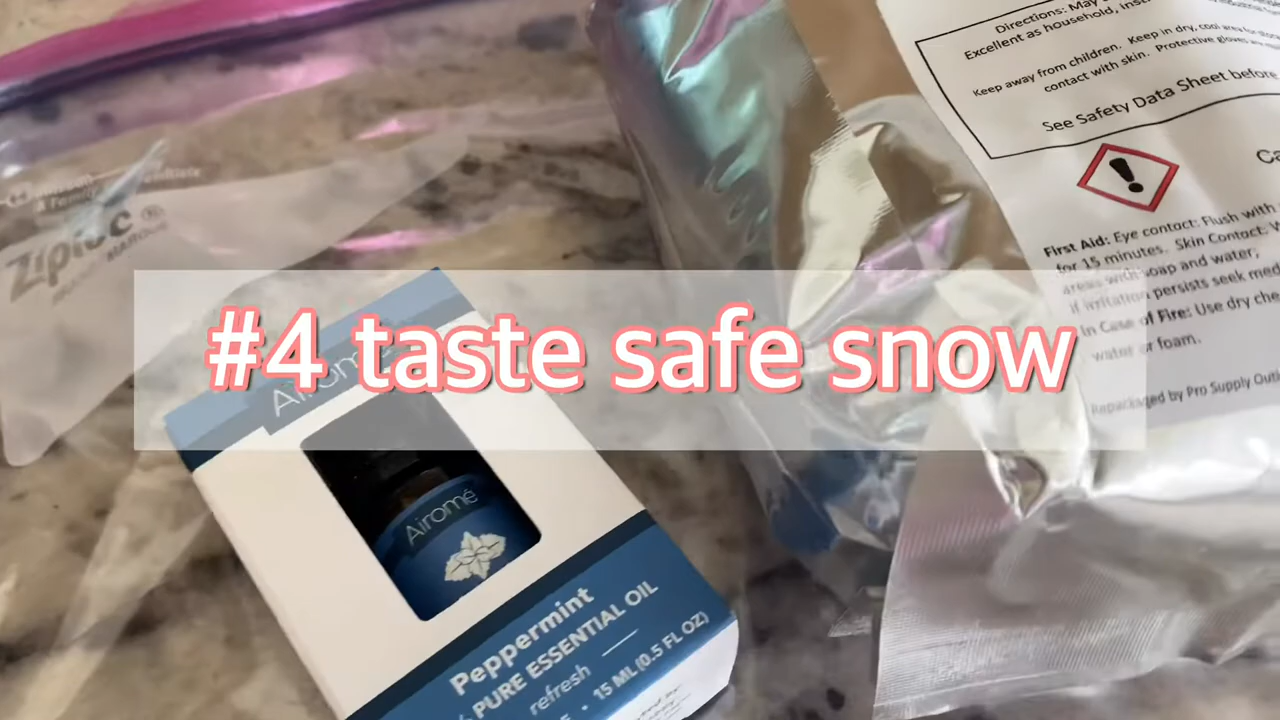 Directions: May
Excellent as household,
Keep away from children. Keep in dry, cool area
contact with skin. Protective gloves
See Safety Data Sheet before
First Aid: Eye contact: Flush with
for 15 minutes. Skin Contact:
areas with soap and water;
if irritation persists seek
In Case of Fire: Use dry
water or foam.
Repackaged by Pro Supply
Ziploc®
#4 taste safe snow
Airomé
Airomé
Peppermint
PURE ESSENTIAL OIL
refresh
15 ML (0.5 FL OZ)